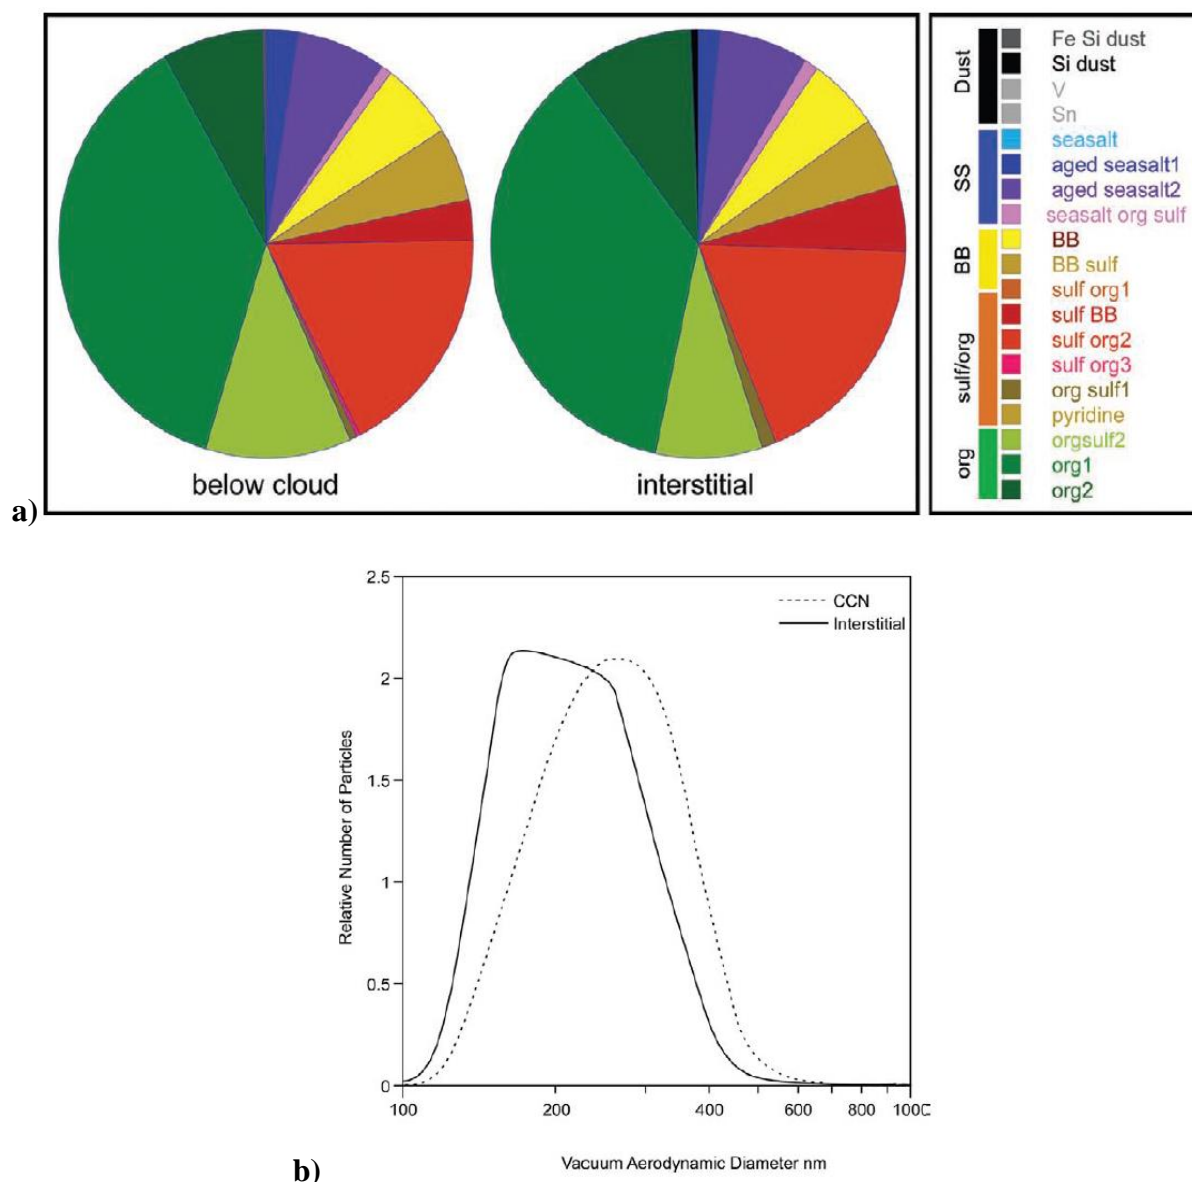 below cloud
interstitial
a)
Dust
SS
BB
sulf/org
org
Fe Si dust
Si dust
V
Sn
seasalt
aged seasalt1
aged seasalt2
seasalt org sulf
BB
BB sulf
sulf org1
sulf BB
sulf org2
sulf org3
org sulf1
pyridine
orgsulf2
org1
org2
2.5
2
1.5
1
0.5
0
Relative Number of Particles
CCN
Interstitial
100
200
400
600
800
100C
Vacuum Aerodynamic Diameter nm
b)